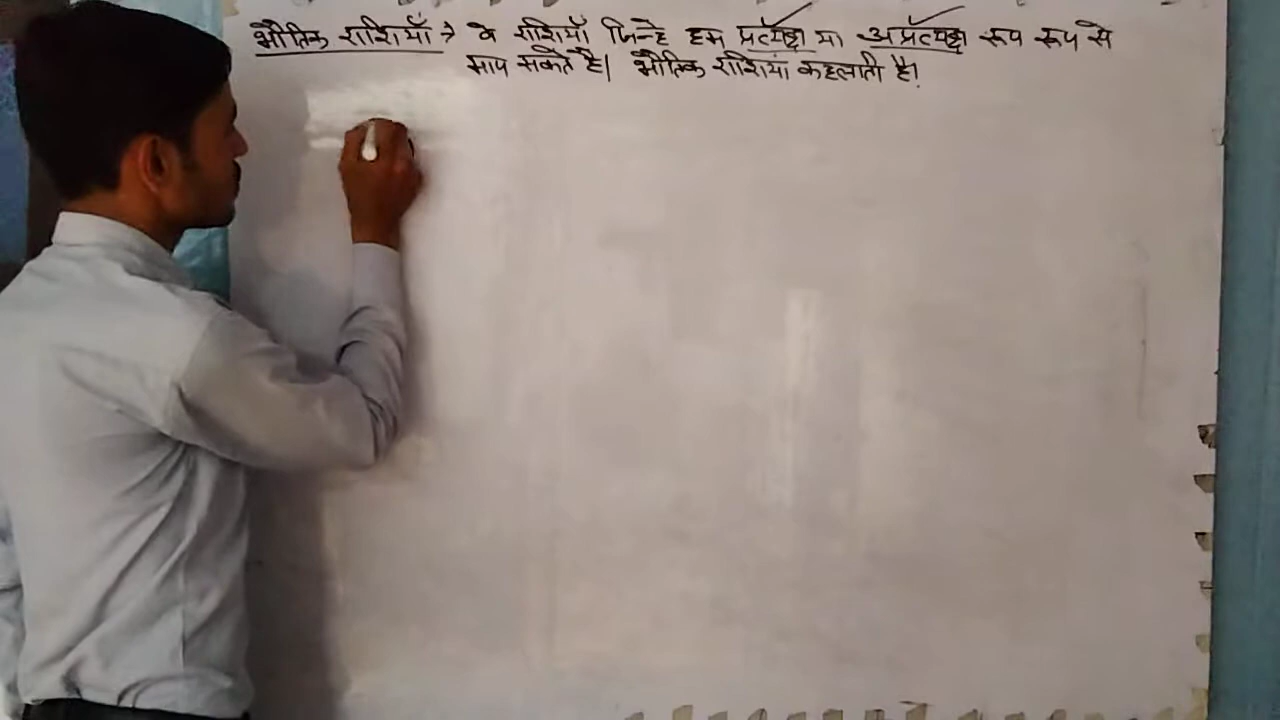 भौतिक राशियाँ → वे राशियाँ जिन्हे हम प्रत्यक्ष या अप्रत्यक्ष रूप रूप से
माप सकते है। भौतिक राशियां कहलाती है।